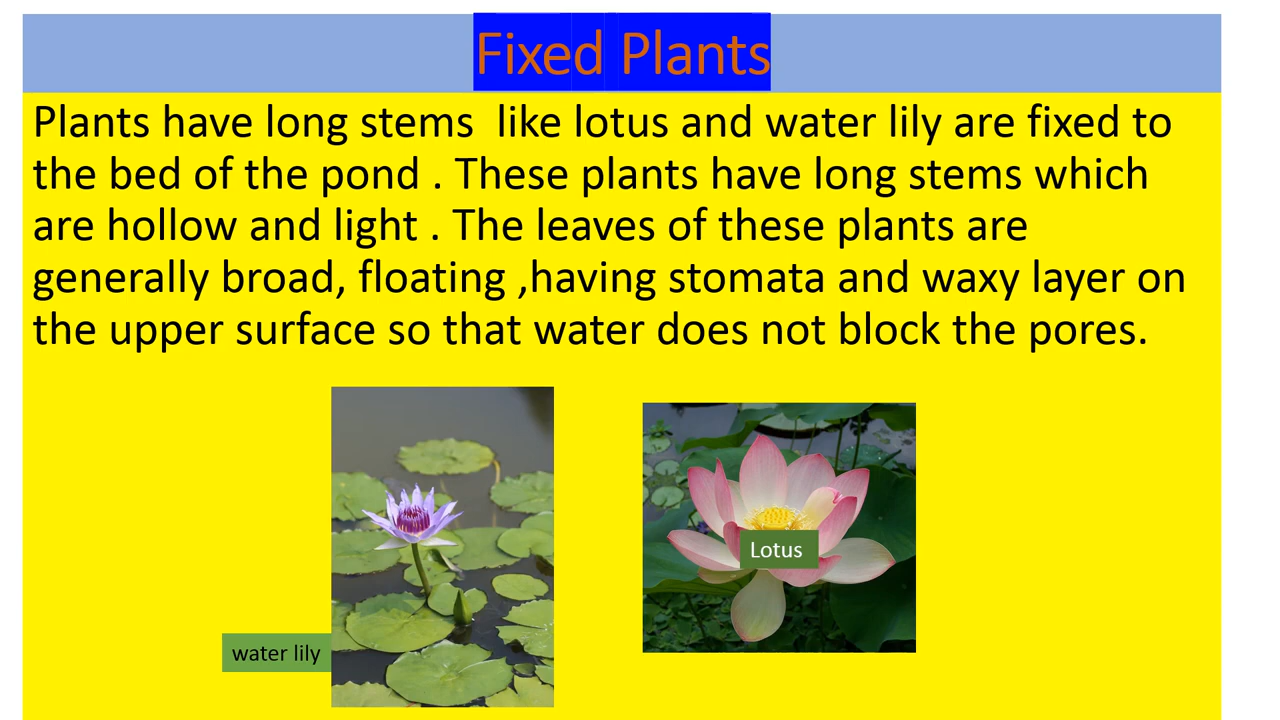 Fixed Plants
Plants have long stems  like lotus and water lily are fixed to
the bed of the pond . These plants have long stems which
are hollow and light . The leaves of these plants are
generally broad, floating ,having stomata and waxy layer on
the upper surface so that water does not block the pores.
Lotus
water lily